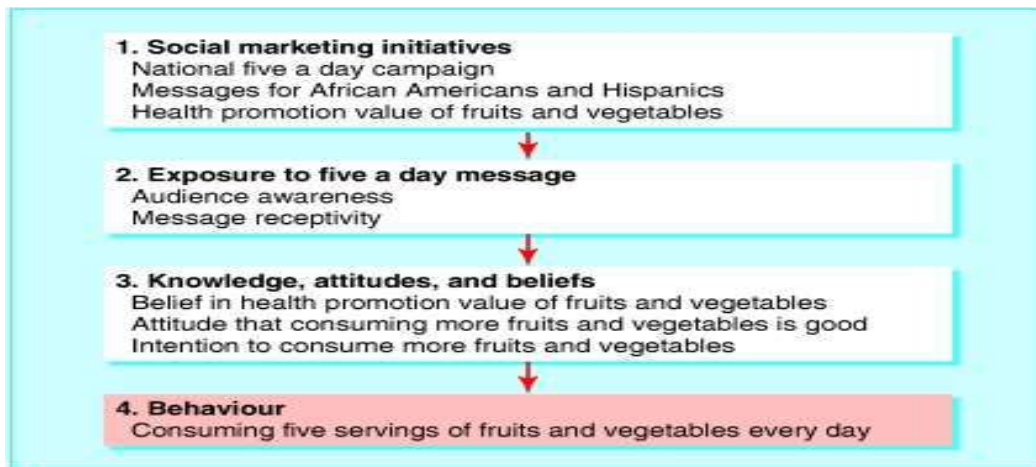 1. Social marketing initiatives
National five a day campaign
Messages for African Americans and Hispanics
Health promotion value of fruits and vegetables
2. Exposure to five a day message
Audience awareness
Message receptivity
3. Knowledge, attitudes, and beliefs
Belief in health promotion value of fruits and vegetables
Attitude that consuming more fruits and vegetables is good
Intention to consume more fruits and vegetables
4. Behaviour
Consuming five servings of fruits and vegetables every day